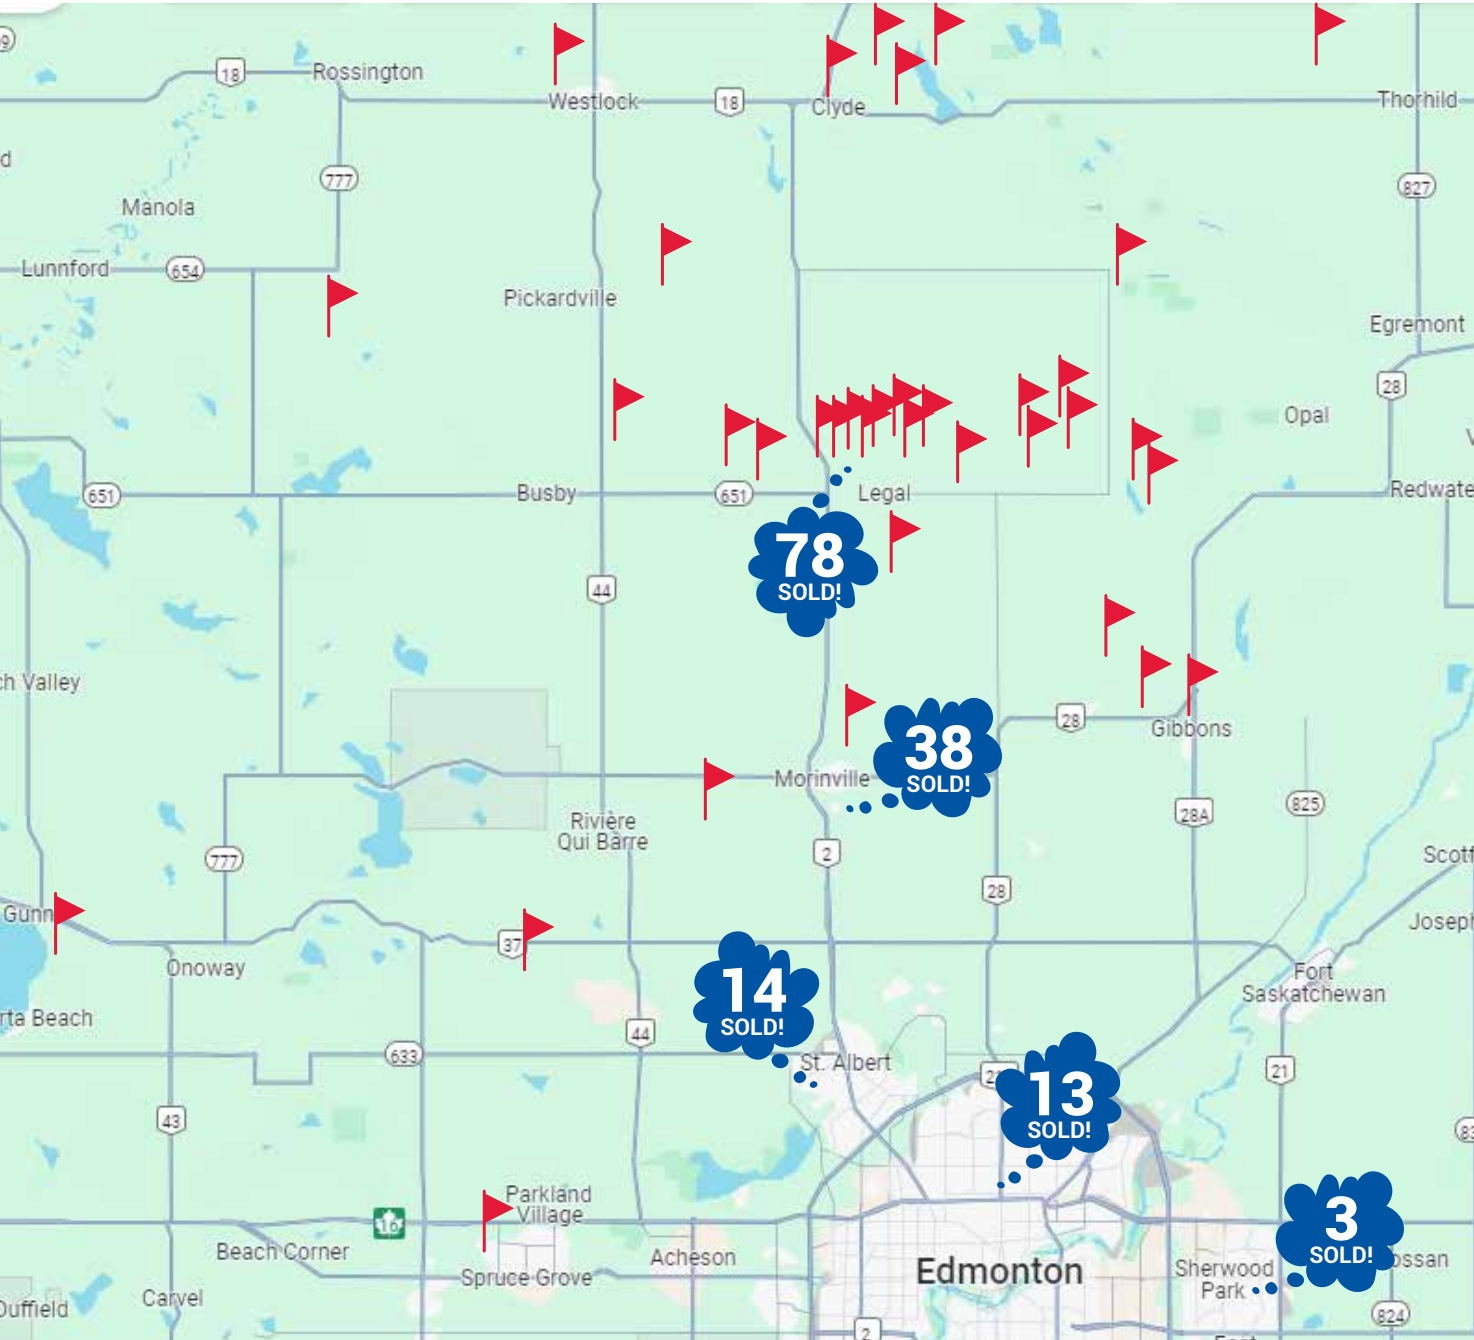 18
Rossington
Westlock
18
Clyde
Thorhild
777
827
Manola
Lunnford
654
Pickardville
Egremont
28
Opal
651
Busby
651
Legal
Redwate
78
SOLD!
44
ch Valley
38
SOLD!
28
Gibbons
Morinville
Rivière
Qui Barre
28A
825
2
777
Scotf
28
Gunn
Joseph
37
Onoway
Fort
Saskatchewan
14
SOLD!
rta Beach
44
633
St. Albert
21
13
SOLD!
43
Parkland
Village
16
3
SOLD!
Beach Corner
Acheson
Edmonton
Sherwood
Park
ossan
Spruce Grove
Duffield
Carvel
824
2